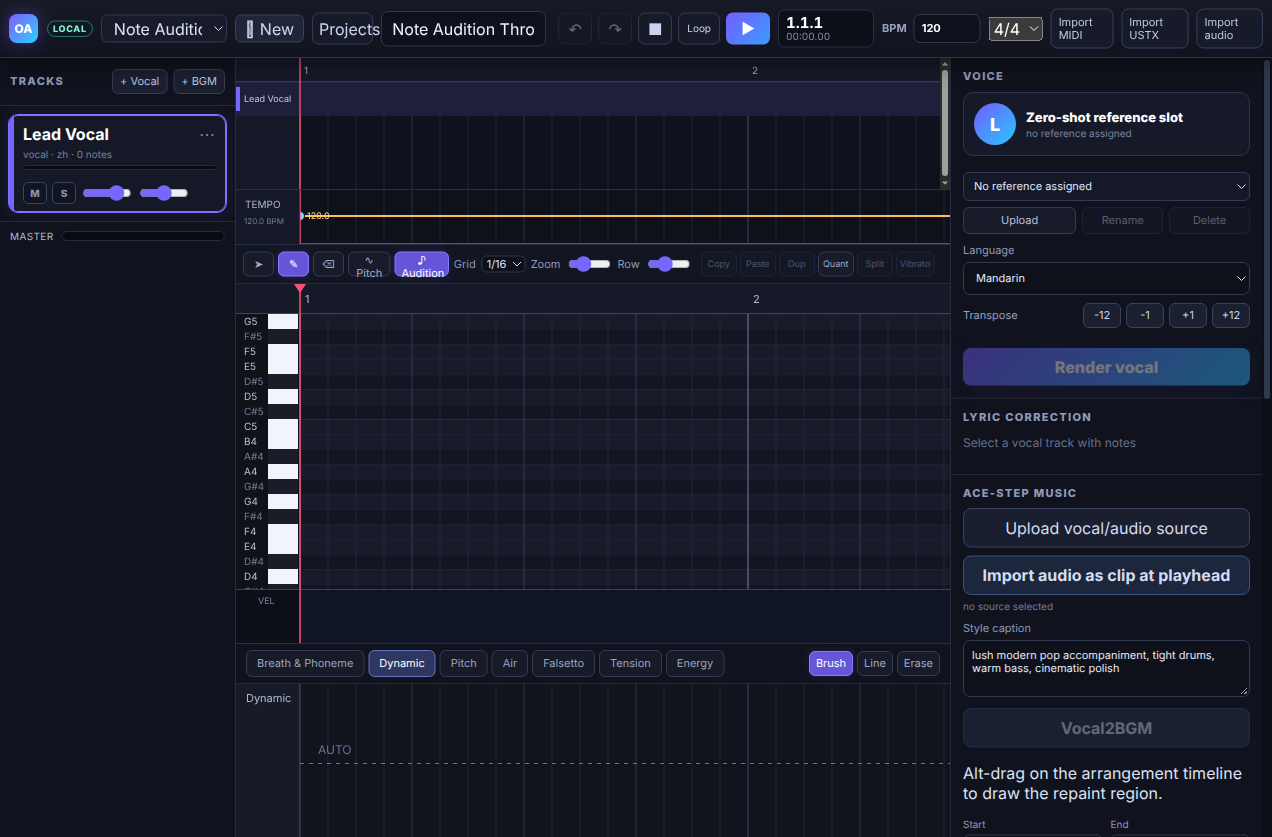 OA
LOCAL
Note Auditic
New
Projects
Note Audition Thro
Loop
1.1.1
00:00.00
BPM
120
4/4
Import
MIDI
Import
USTX
Import
audio
TRACKS
+ Vocal
+ BGM
Lead Vocal
vocal · zh · 0 notes
M
S
MASTER
1
2
Lead Vocal
TEMPO
120.0 BPM
120.0
Pitch
Audition
Grid
1/16
Zoom
Row
Copy
Paste
Dup
Quant
Split
Vibrato
1
2
G5
F#5
F5
E5
D#5
D5
C#5
C5
B4
A#4
A4
G#4
G4
F#4
F4
E4
D#4
D4
VEL
Breath & Phoneme
Dynamic
Pitch
Air
Falsetto
Tension
Energy
Brush
Line
Erase
Dynamic
AUTO
VOICE
L
Zero-shot reference slot
no reference assigned
No reference assigned
Upload
Rename
Delete
Language
Mandarin
Transpose
-12
-1
+1
+12
Render vocal
LYRIC CORRECTION
Select a vocal track with notes
ACE-STEP MUSIC
Upload vocal/audio source
Import audio as clip at playhead
no source selected
Style caption
lush modern pop accompaniment, tight drums,
warm bass, cinematic polish
Vocal2BGM
Alt-drag on the arrangement timeline
to draw the repaint region.
Start
End